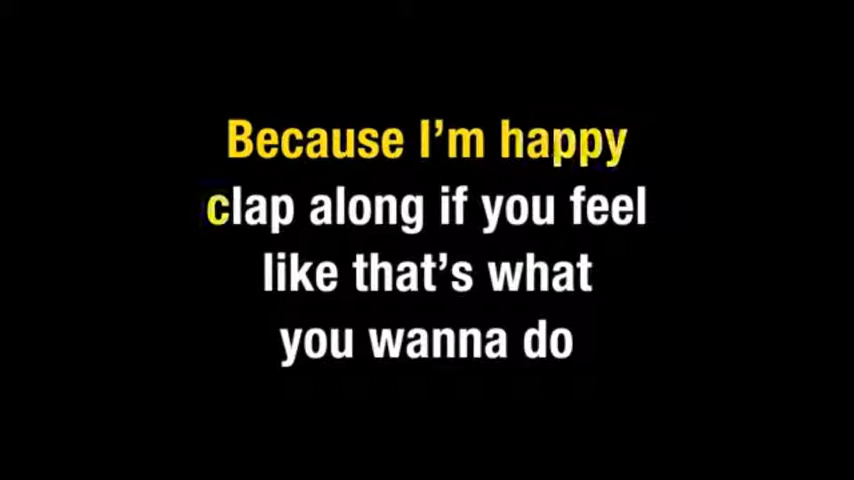 Because I’m happy
clap along if you feel
like that’s what
you wanna do